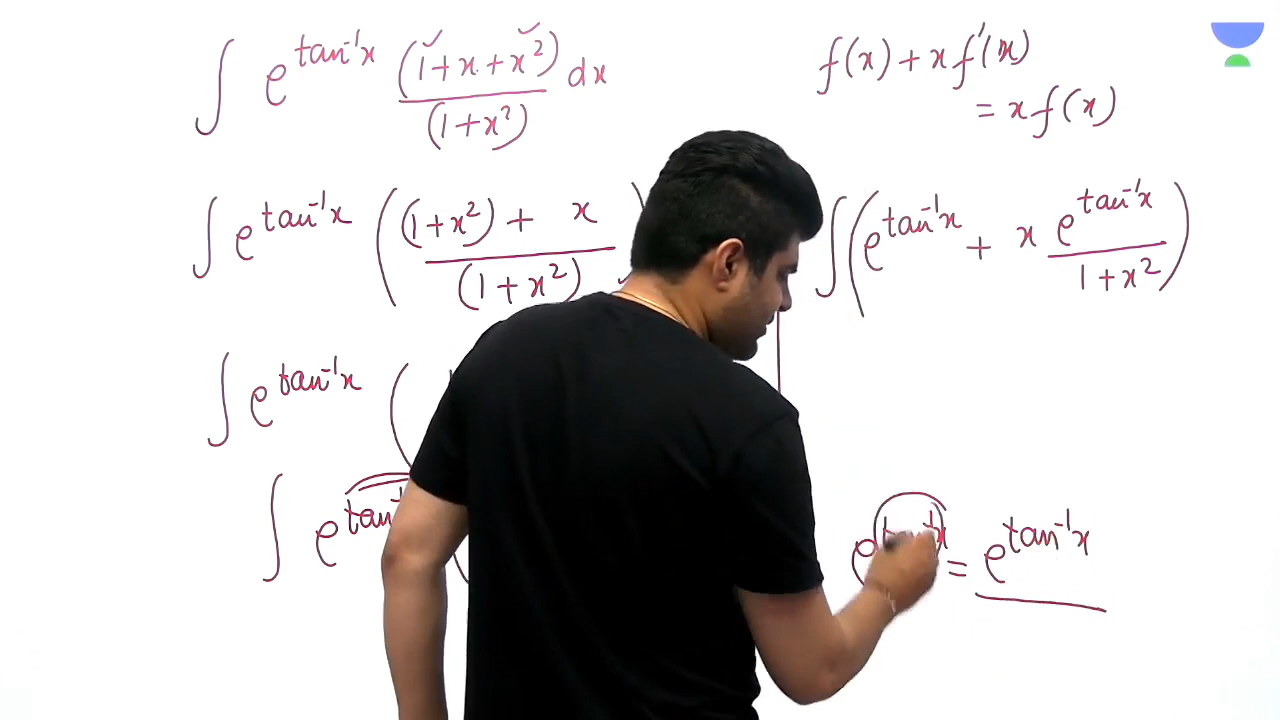 ∫ e^(tan⁻¹x) (1+x+x²)/(1+x²) dx
f(x) + x f'(x)
= x f(x)
∫ e^(tan⁻¹x) ( ((1+x²) + x)/(1+x²) )
∫ ( e^(tan⁻¹x) + x e^(tan⁻¹x)/(1+x²) )
∫ e^(tan⁻¹x) (
∫ e^tan
= e^(tan⁻¹x)